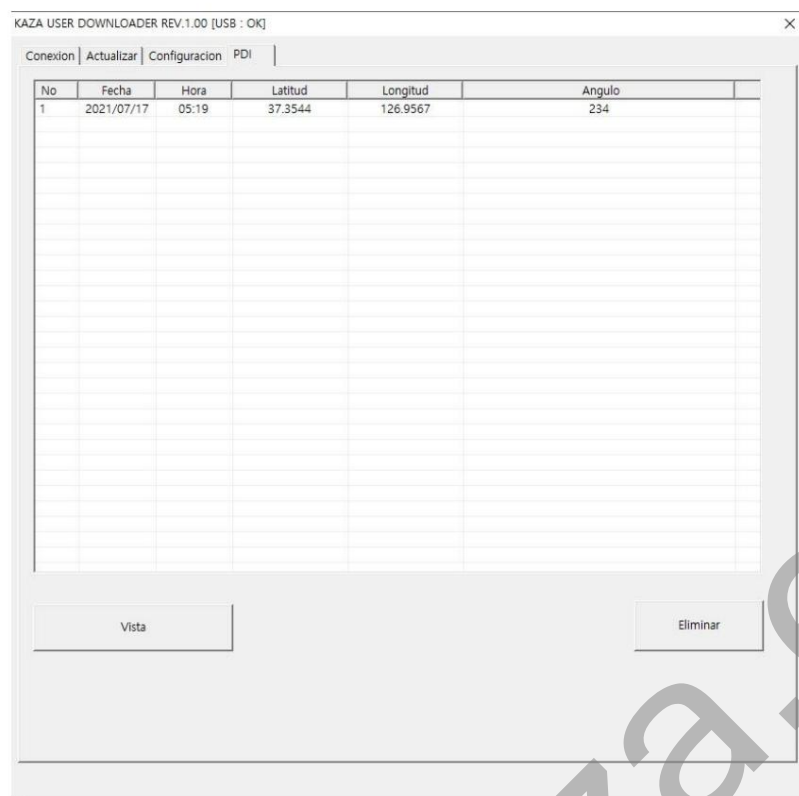 KAZA USER DOWNLOADER REV.1.00 [USB : OK]
Conexion Actualizar Configuracion PDI
No Fecha Hora Latitud Longitud Angulo
1 2021/07/17 05:19 37.3544 126.9567 234
Vista Eliminar
za.